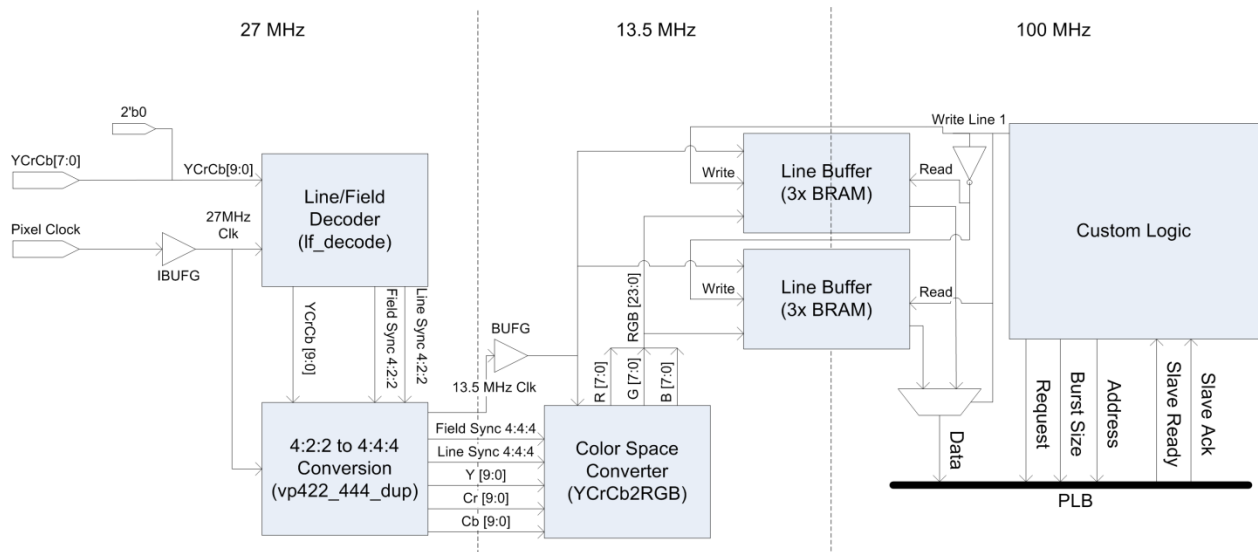 27 MHz
13.5 MHz
100 MHz
2'b0
YCrCb[7:0]
YCrCb[9:0]
Pixel Clock
IBUFG
27MHz
Clk
Line/Field
Decoder
(lf_decode)
YCrCb [9:0]
Field Sync 4:2:2
Line Sync 4:2:2
4:2:2 to 4:4:4
Conversion
(vp422_444_dup)
BUFG
13.5 MHz Clk
Field Sync 4:4:4
Line Sync 4:4:4
Y [9:0]
Cr [9:0]
Cb [9:0]
Color Space
Converter
(YCrCb2RGB)
R [7:0]
G [7:0]
B [7:0]
RGB [23:0]
Write
Line Buffer
(3x BRAM)
Read
Write
Line Buffer
(3x BRAM)
Read
Write Line 1
Custom Logic
Data
Request
Burst Size
Address
Slave Ready
Slave Ack
PLB